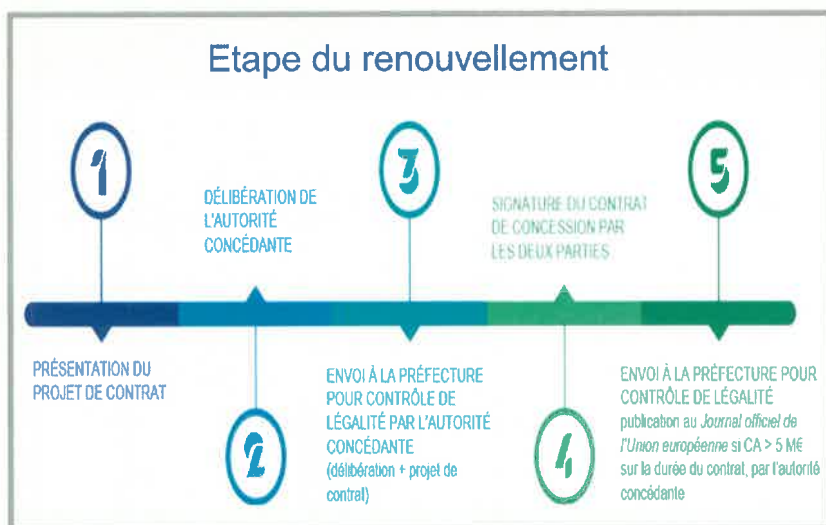 Etape du renouvellement
1
PRÉSENTATION DU
PROJET DE CONTRAT
DÉLIBÉRATION DE
L'AUTORITÉ
CONCÉDANTE
2
3
ENVOI À LA PRÉFECTURE
POUR CONTRÔLE DE
LÉGALITÉ PAR L'AUTORITÉ
CONCÉDANTE
(délibération + projet de
contrat)
SIGNATURE DU CONTRAT
DE CONCESSION PAR
LES DEUX PARTIES
4
5
ENVOI À LA PRÉFECTURE POUR
CONTRÔLE DE LÉGALITÉ
publication au Journal officiel de
l'Union européenne si CA > 5 M€
sur la durée du contrat, par l'autorité
concédante